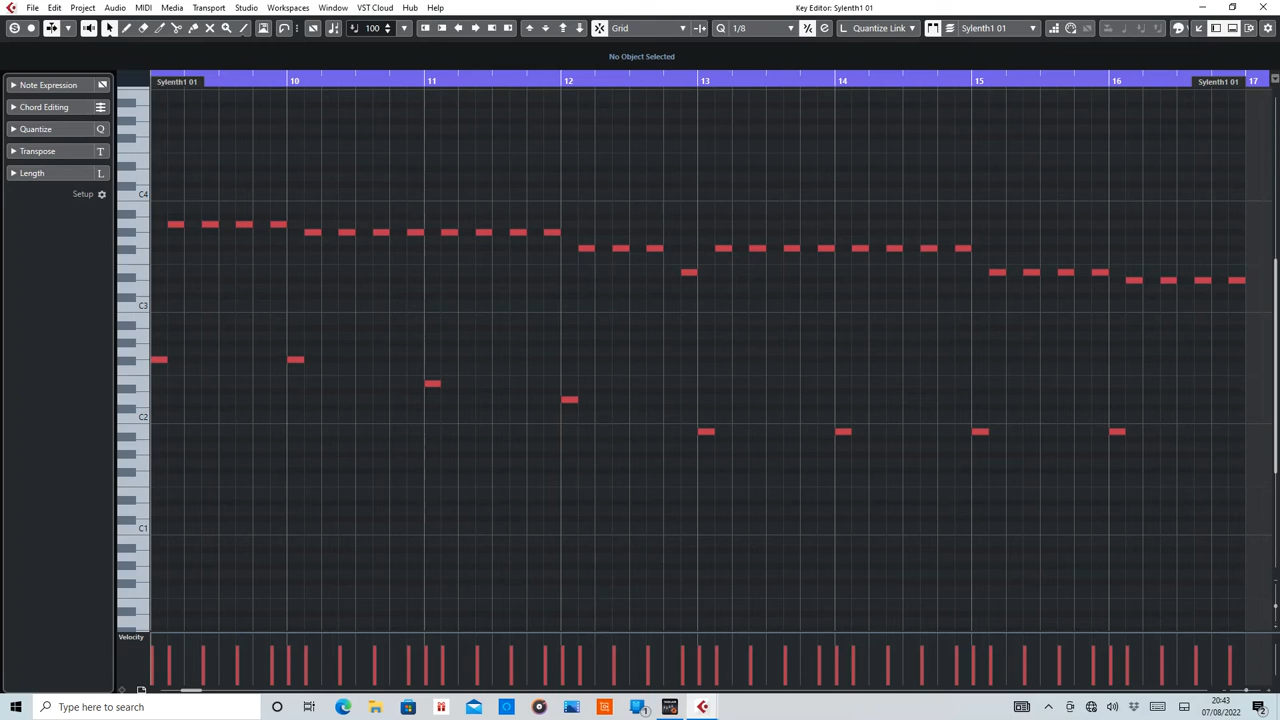 File Edit Project Audio MIDI Media Transport Studio Workspaces Window VST Cloud Hub Help
Key Editor: Sylenth1 01
S 100 Grid Q 1/8 e Quantize Link Sylenth1 01
No Object Selected
Sylenth1 01 10 11 12 13 14 15 16 Sylenth1 01 17
Note Expression
Chord Editing
Quantize Q
Transpose T
Length L
Setup
C4
C3
C2
C1
Velocity
Type here to search
1
20:43
07/08/2022
2